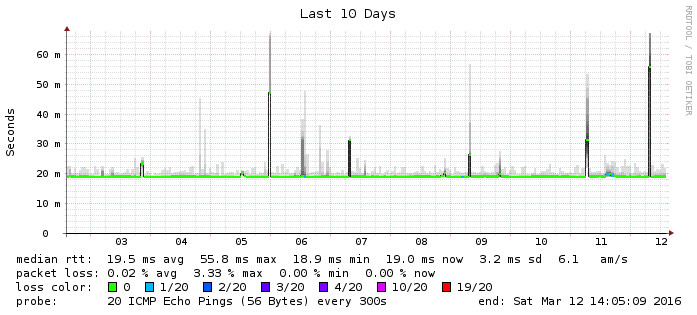 Last 10 Days
RRDTOOL / TOBI OETIKER
Seconds
60 m
50 m
40 m
30 m
20 m
10 m
0
03 04 05 06 07 08 09 10 11 12
median rtt: 19.5 ms avg 55.8 ms max 18.9 ms min 19.0 ms now 3.2 ms sd 6.1 am/s
packet loss: 0.02 % avg 3.33 % max 0.00 % min 0.00 % now
loss color: 0 1/20 2/20 3/20 4/20 10/20 19/20
probe: 20 ICMP Echo Pings (56 Bytes) every 300s end: Sat Mar 12 14:05:09 2016